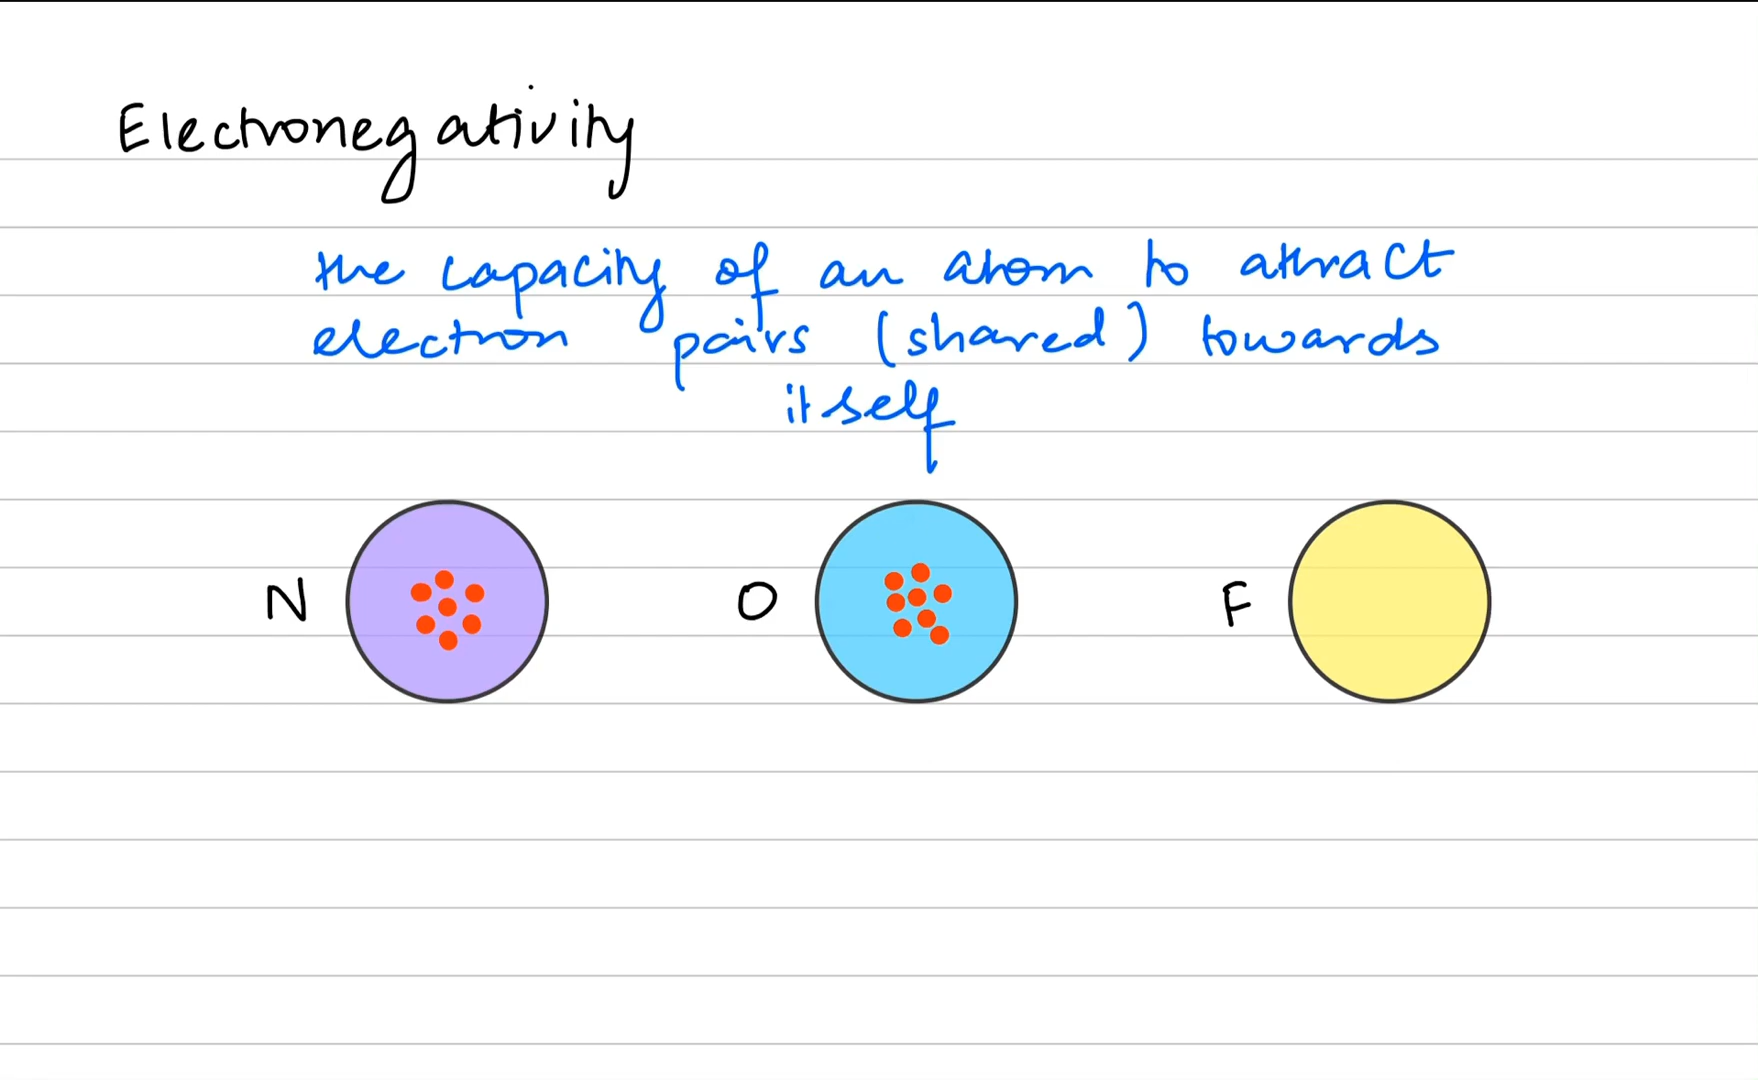 Electronegativity
the capacity of an atom to attract
electron pairs (shared) towards
itself
N O F